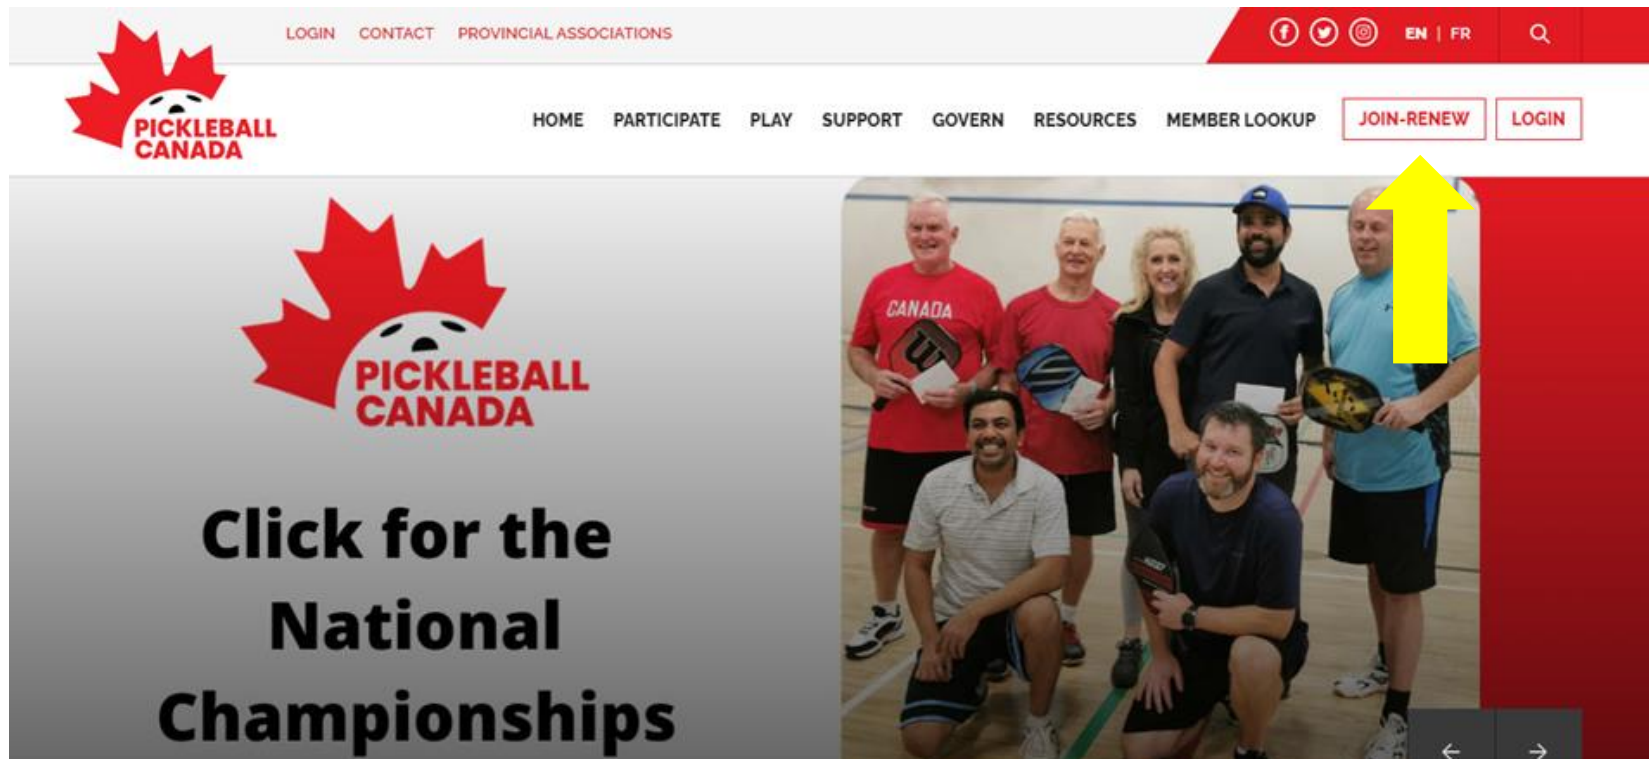 LOGIN CONTACT PROVINCIAL ASSOCIATIONS EN | FR
PICKLEBALL
CANADA
HOME PARTICIPATE PLAY SUPPORT GOVERN RESOURCES MEMBER LOOKUP JOIN-RENEW LOGIN
PICKLEBALL
CANADA
Click for the
National
Championships
CANADA